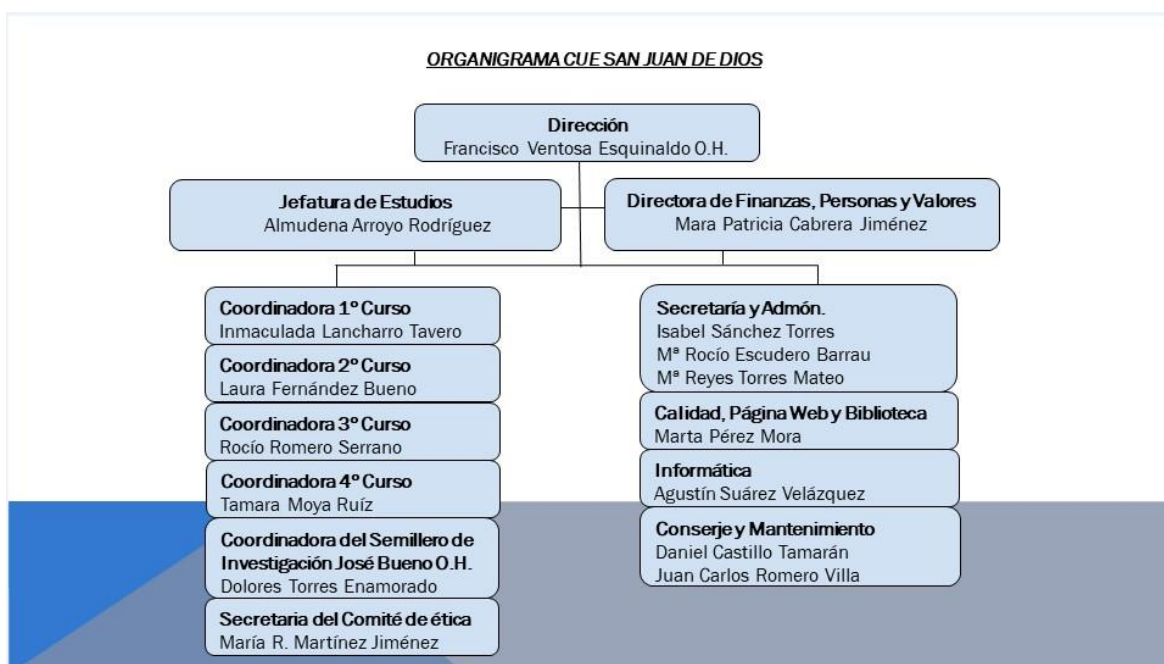 ORGANIGRAMA CUE SAN JUAN DE DIOS
Dirección
Francisco Ventosa Esquinaldo O.H.
Jefatura de Estudios
Almudena Arroyo Rodríguez
Directora de Finanzas, Personas y Valores
Mara Patricia Cabrera Jiménez
Coordinadora 1º Curso
Inmaculada Lancharro Tavero
Coordinadora 2º Curso
Laura Fernández Bueno
Coordinadora 3º Curso
Rocío Romero Serrano
Coordinadora 4º Curso
Tamara Moya Ruíz
Coordinadora del Semillero de
Investigación José Bueno O.H.
Dolores Torres Enamorado
Secretaria del Comité de ética
María R. Martínez Jiménez
Secretaría y Admón.
Isabel Sánchez Torres
Mª Rocío Escudero Barrau
Mª Reyes Torres Mateo
Calidad, Página Web y Biblioteca
Marta Pérez Mora
Informática
Agustín Suárez Velázquez
Conserje y Mantenimiento
Daniel Castillo Tamarán
Juan Carlos Romero Villa